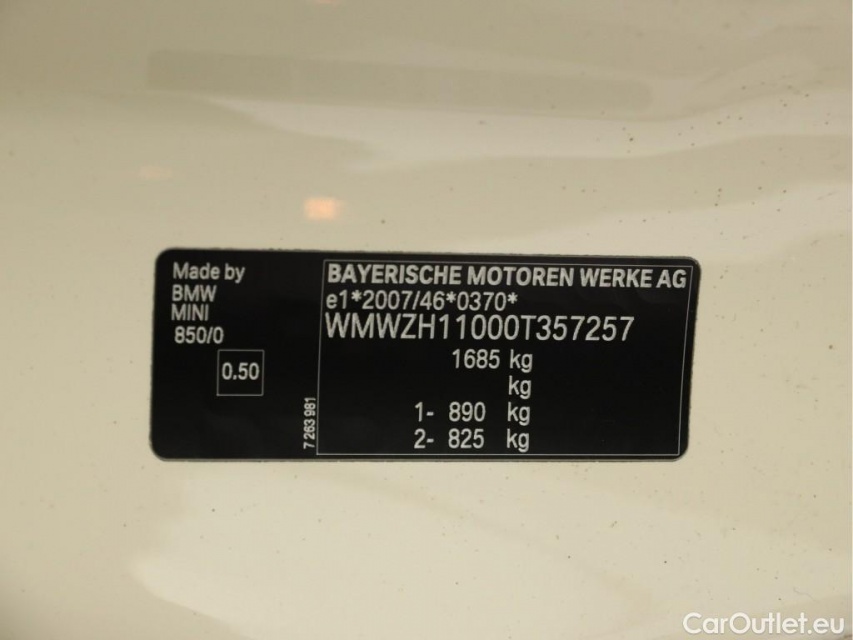 Made by
BMW
MINI
850/0
0.50
7 263 981
BAYERISCHE MOTOREN WERKE AG
e1*2007/46*0370*
WMWZH11000T357257
1685 kg
kg
1- 890 kg
2- 825 kg
CarOutlet.eu